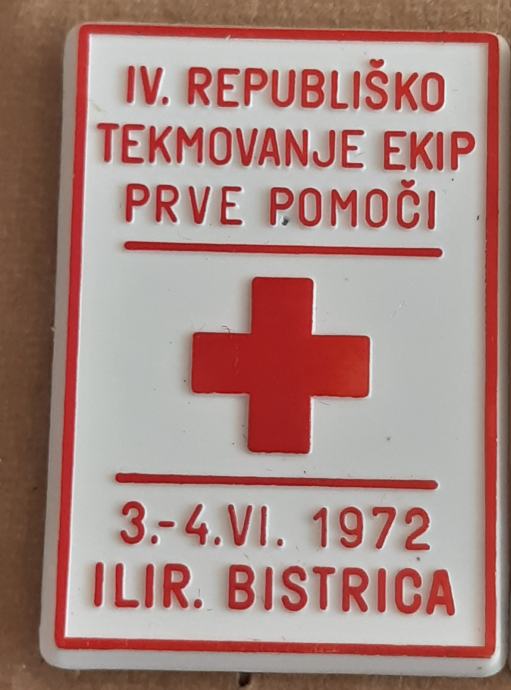 IV. REPUBLIŠKO
TEKMOVANJE EKIP
PRVE POMOČI
3.-4.VI. 1972
ILIR. BISTRICA